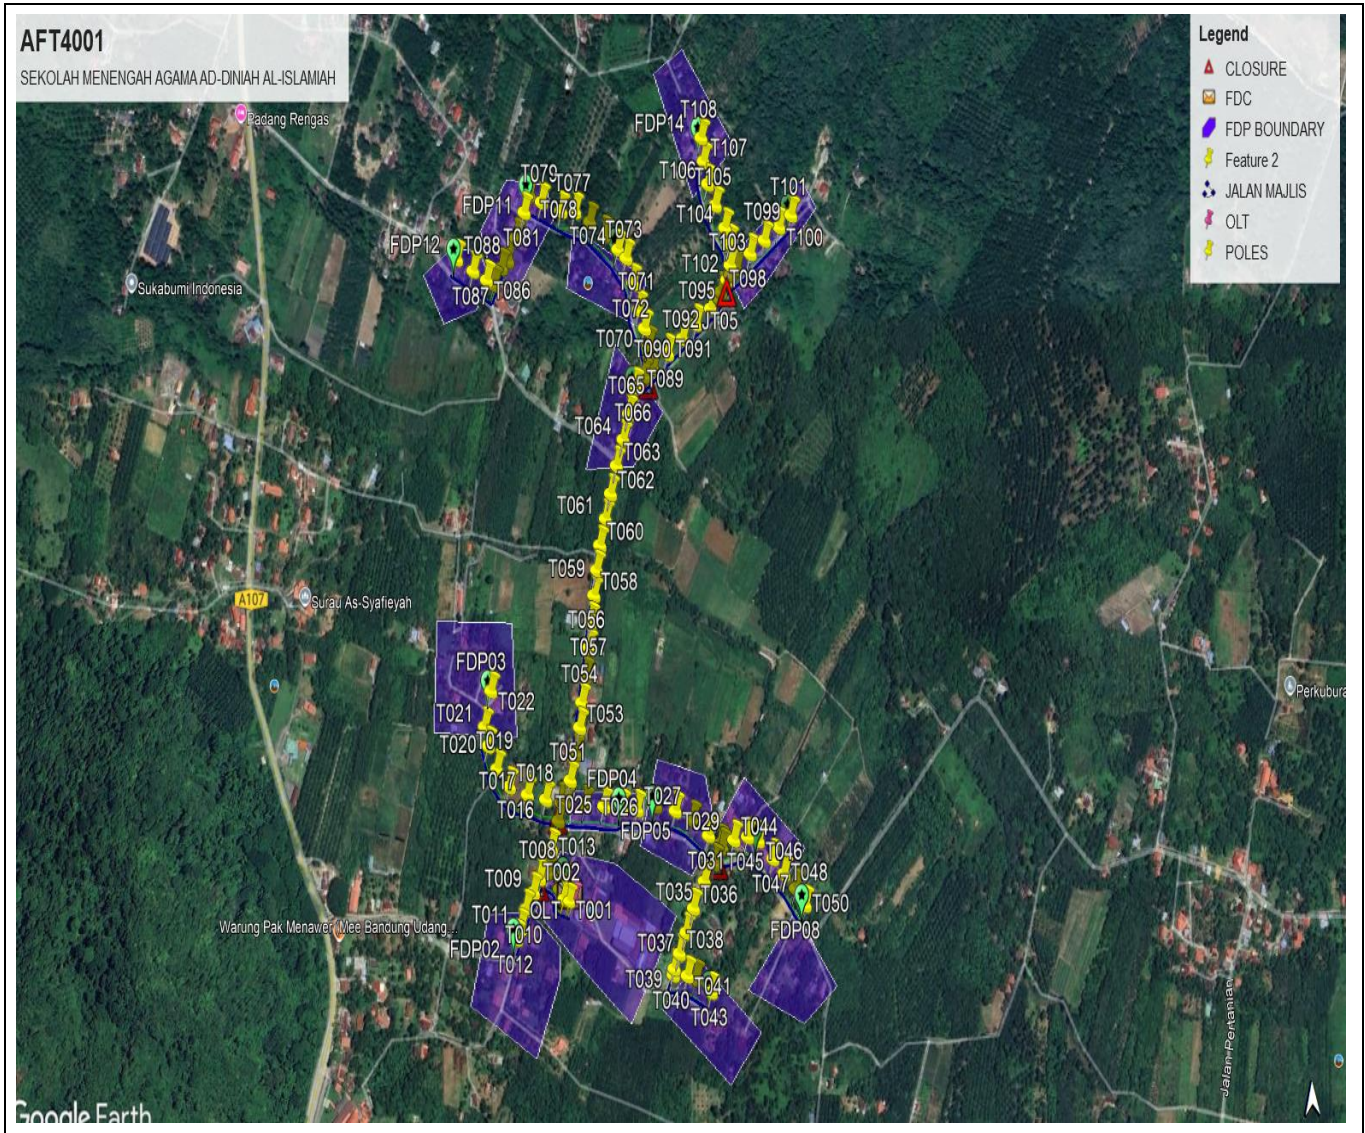 AFT4001
SEKOLAH MENENGAH AGAMA AD-DINIAH AL-ISLAMIAH
Legend
CLOSURE
FDC
FDP BOUNDARY
Feature 2
JALAN MAJLIS
OLT
POLES
Padang Rengas
T108
FDP14
T107
T106
T105
T079
T077
T101
FDP11
T078
T104
T099
T081
T074
T073
T103
T100
FDP12
T088
T102
T098
T087
T086
T071
T095
Sukabumi Indonesia
T072
T092
JT05
T070
T090
T091
T065
T089
T066
T064
T063
T062
T061
T060
T059
T058
A107
Surau As-Syafieyah
T056
T057
FDP03
T054
T022
T021
T053
T020
T019
T051
T017
T018
FDP04
T016
T025
T026
T027
FDP05
T029
T044
T008
T013
T031
T045
T046
T009
T002
T047
T048
T035
T036
T011
OLT
T001
T050
Warung Pak Menawer (Mee Bandung Udang...
FDP02
T010
T012
T037
T038
FDP08
T039
T041
T040
T043
Perkubura
Jalan Pertanian
Google Earth